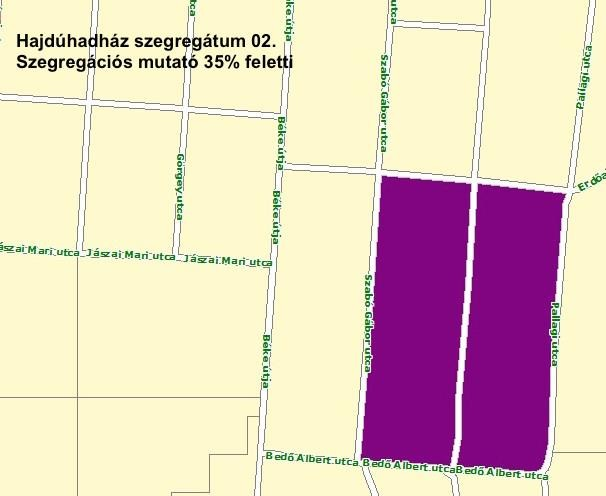 Hajdúhadház szegregátum 02.
Szegregációs mutató 35% feletti
Béke útja
utca
Szabó Gábor utca
Pallagi utca
Béke útja
Görgey utca
Béke útja
Jászai Mari utca
Jászai Mari utca
Szabó Gábor utca
Pallagi utca
Béke útja
Bedő Albert utca
Bedő Albert utca
Bedő Albert utca